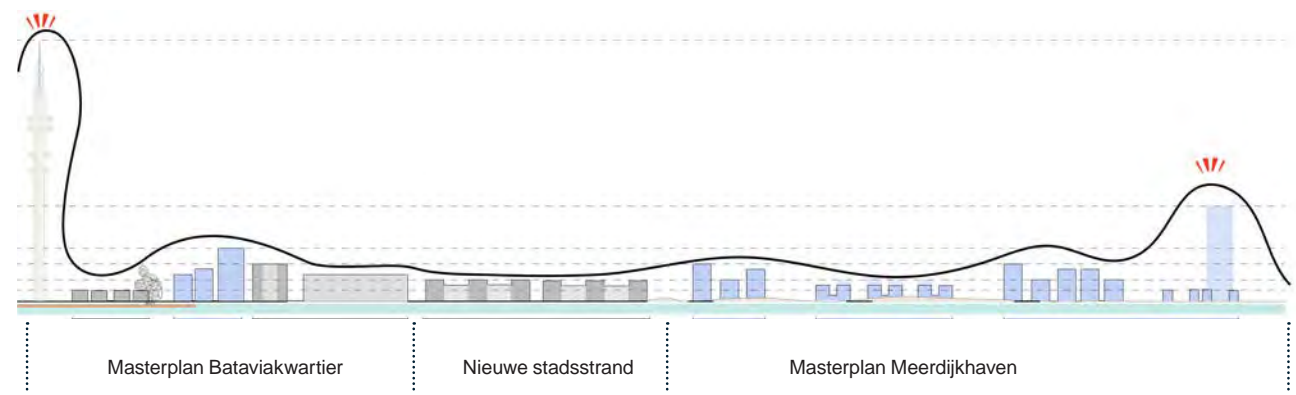 Masterplan Bataviakwartier
Nieuwe stadsstrand
Masterplan Meerdijkhaven